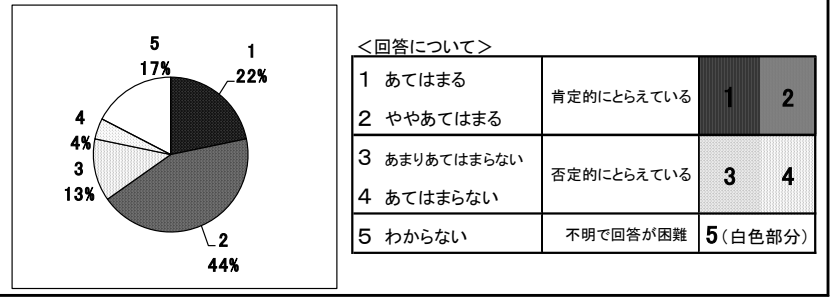 5
17%
1
22%
4
4%
3
13%
2
44%
＜回答について＞
1 あてはまる
2 ややあてはまる
肯定的にとらえている
1 2
3 あまりあてはまらない
4 あてはまらない
否定的にとらえている
3 4
5 わからない
不明で回答が困難
5(白色部分)